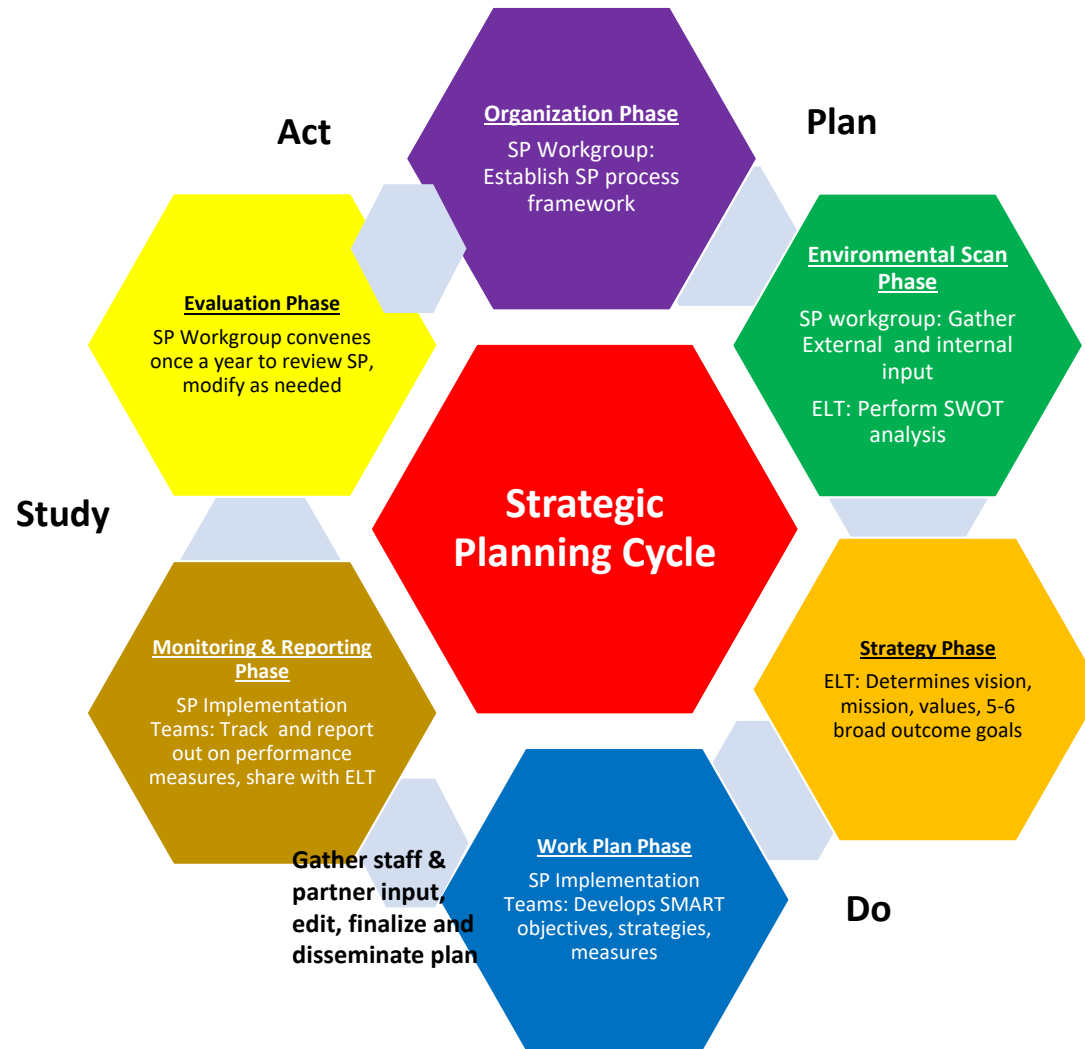 Act
Plan
Organization Phase
SP Workgroup:
Establish SP process
framework
Environmental Scan
Phase
SP workgroup: Gather
External  and internal
input
ELT: Perform SWOT
analysis
Evaluation Phase
SP Workgroup convenes
once a year to review SP,
modify as needed
Strategic
Planning Cycle
Study
Strategy Phase
ELT: Determines vision,
mission, values, 5-6
broad outcome goals
Monitoring & Reporting
Phase
SP Implementation
Teams: Track  and report
out on performance
measures, share with ELT
Work Plan Phase
SP Implementation
Teams: Develops SMART
objectives, strategies,
measures
Gather staff &
partner input,
edit, finalize and
disseminate plan
Do